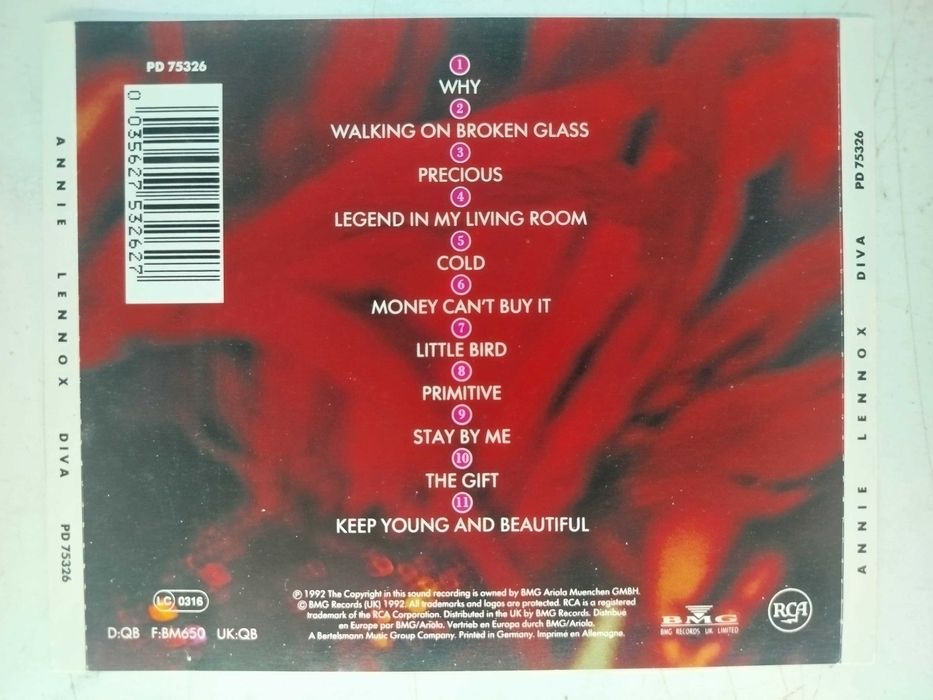 PD 75326
0 035627 532627
1
WHY
2
WALKING ON BROKEN GLASS
3
PRECIOUS
4
LEGEND IN MY LIVING ROOM
5
COLD
6
MONEY CAN'T BUY IT
7
LITTLE BIRD
8
PRIMITIVE
9
STAY BY ME
10
THE GIFT
11
KEEP YOUNG AND BEAUTIFUL
LC 0316
D:QB F:BM650 UK:QB
℗ 1992 The Copyright in this sound recording is owned by BMG Ariola Muenchen GMBH.
© BMG Records (UK) 1992. All trademarks and logos are protected. RCA is a registered
trademark of the RCA Corporation. Distributed in the UK by BMG Records. Distribué
en Europe par BMG/Ariola. Vertrieb en Europa durch BMG/Ariola.
A Bertelsmann Music Group Company. Printed in Germany. Imprimé en Allemagne.
BMG
BMG RECORDS UK LIMITED
RCA
ANNIE LENNOX DIVA PD 75326
ANNIE LENNOX DIVA PD 75326